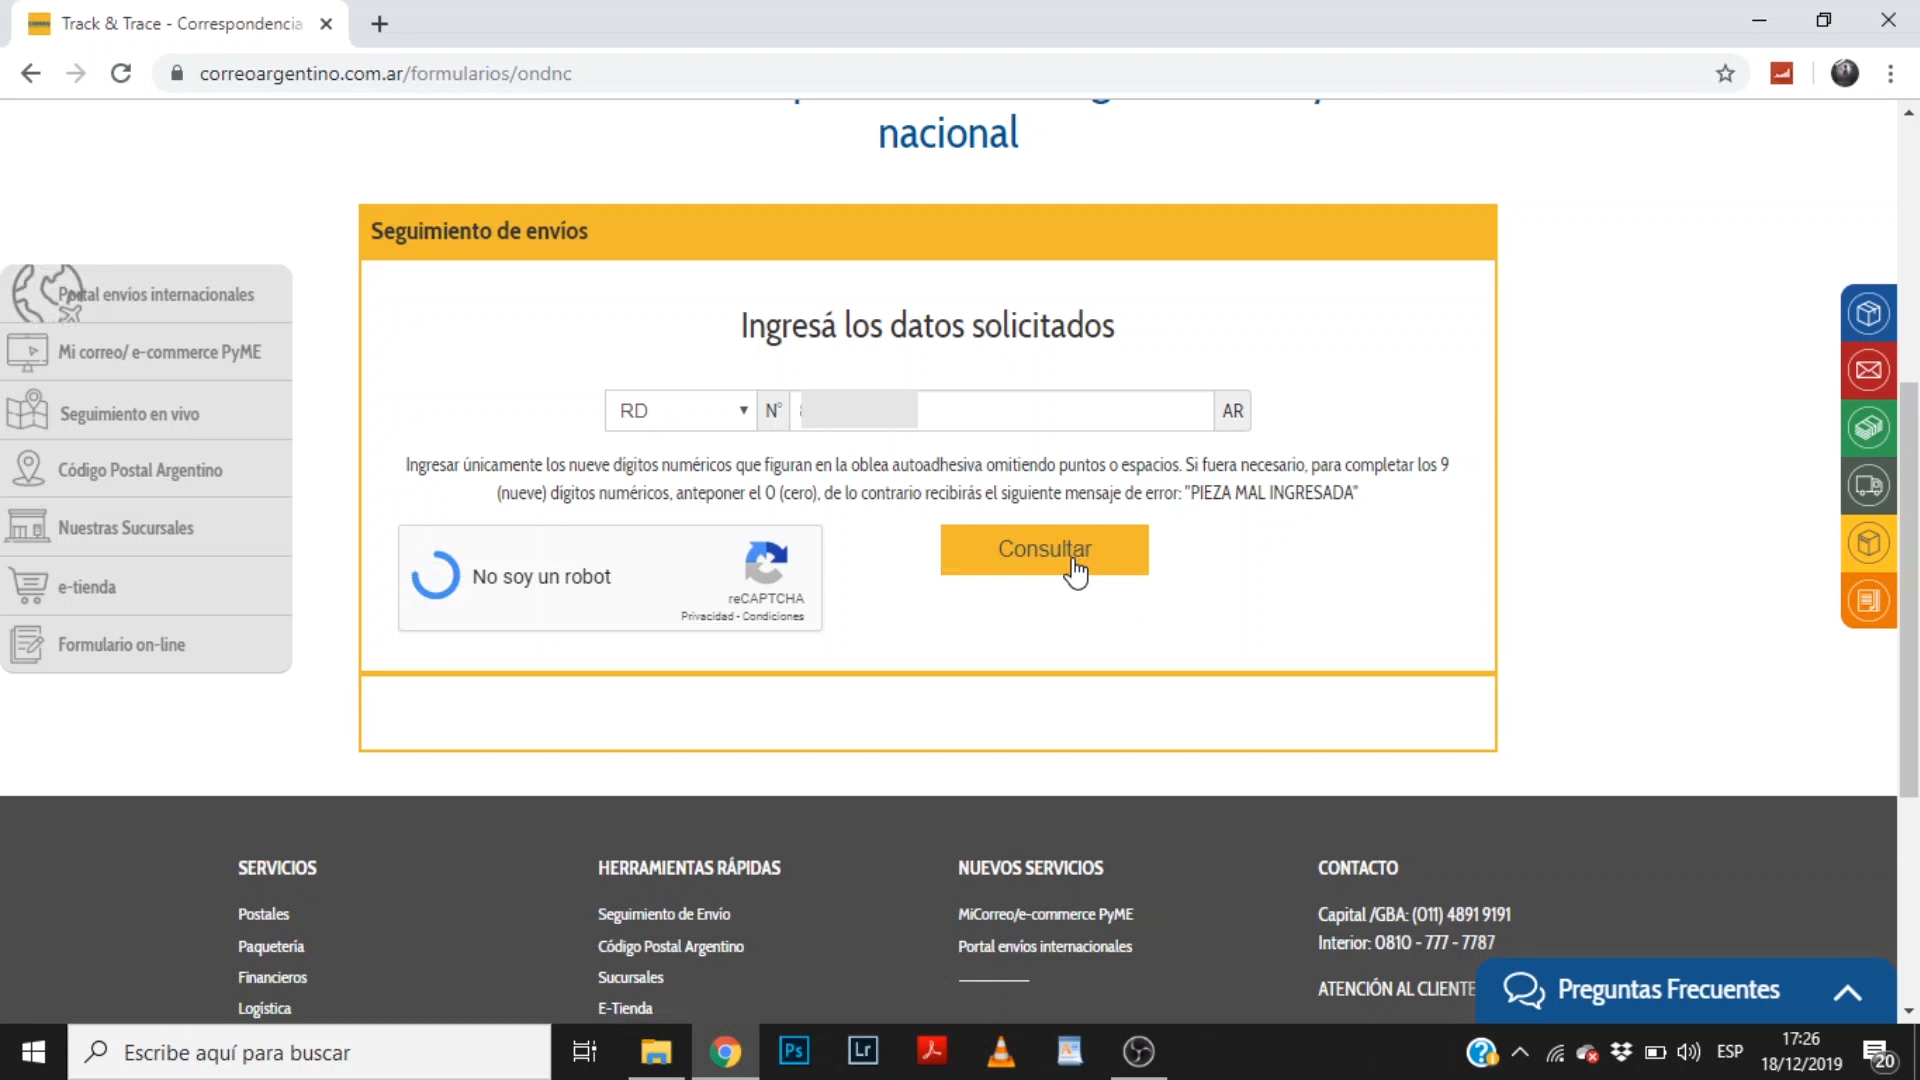 Track & Trace - Correspondencia
correoargentino.com.ar/formularios/ondnc
nacional
Seguimiento de envíos
Portal envíos internacionales
Mi correo/ e-commerce PyME
Seguimiento en vivo
Código Postal Argentino
Nuestras Sucursales
e-tienda
Formulario on-line
Ingresá los datos solicitados
RD N° AR
Ingresar únicamente los nueve dígitos numéricos que figuran en la oblea autoadhesiva omitiendo puntos o espacios. Si fuera necesario, para completar los 9
(nueve) dígitos numéricos, anteponer el 0 (cero), de lo contrario recibirás el siguiente mensaje de error: "PIEZA MAL INGRESADA"
No soy un robot
reCAPTCHA
Privacidad - Condiciones
Consultar
SERVICIOS
Postales
Paquetería
Financieros
Logística
HERRAMIENTAS RÁPIDAS
Seguimiento de Envío
Código Postal Argentino
Sucursales
E-Tienda
NUEVOS SERVICIOS
MiCorreo/e-commerce PyME
Portal envíos internacionales
CONTACTO
Capital /GBA: (011) 4891 9191
Interior: 0810 - 777 - 7787
ATENCIÓN AL CLIENTE
Preguntas Frecuentes
Escribe aquí para buscar
Ps
Lr
ESP
17:26
18/12/2019
20